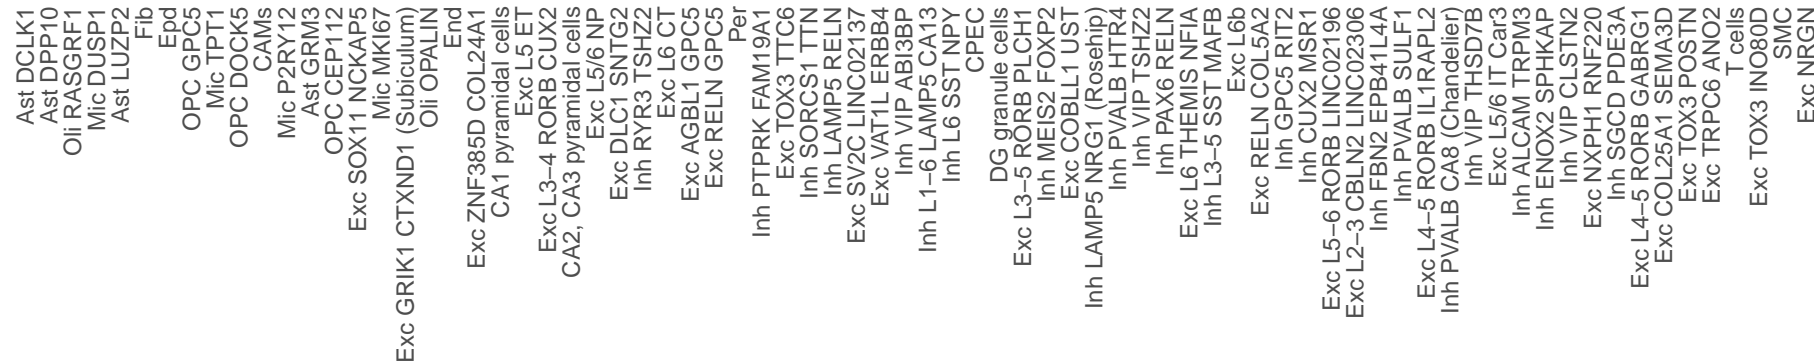 Ast DCLK1
Ast DPP10
Oli RASGRF1
Mic DUSP1
Ast LUZP2
Fib
Epd
OPC GPC5
Mic TPT1
OPC DOCK5
CAMs
Mic P2RY12
Ast GRM3
OPC CEP112
Exc SOX11 NCKAP5
Mic MKI67
Exc GRIK1 CTXND1 (Subiculum)
Oli OPALIN
End
Exc ZNF385D COL24A1
CA1 pyramidal cells
Exc L5 ET
Exc L3−4 RORB CUX2
CA2, CA3 pyramidal cells
Exc L5/6 NP
Exc DLC1 SNTG2
Inh RYR3 TSHZ2
Exc L6 CT
Exc AGBL1 GPC5
Exc RELN GPC5
Per
Inh PTPRK FAM19A1
Exc TOX3 TTC6
Inh SORCS1 TTN
Inh LAMP5 RELN
Exc SV2C LINC02137
Exc VAT1L ERBB4
Inh VIP ABI3BP
Inh L1−6 LAMP5 CA13
Inh L6 SST NPY
CPEC
DG granule cells
Exc L3−5 RORB PLCH1
Inh MEIS2 FOXP2
Exc COBLL1 UST
Inh LAMP5 NRG1 (Rosehip)
Inh PVALB HTR4
Inh VIP TSHZ2
Inh PAX6 RELN
Exc L6 THEMIS NFIA
Inh L3−5 SST MAFB
Exc L6b
Exc RELN COL5A2
Inh GPC5 RIT2
Inh CUX2 MSR1
Exc L5−6 RORB LINC02196
Exc L2−3 CBLN2 LINC02306
Inh FBN2 EPB41L4A
Inh PVALB SULF1
Exc L4−5 RORB IL1RAPL2
Inh PVALB CA8 (Chandelier)
Inh VIP THSD7B
Exc L5/6 IT Car3
Inh ALCAM TRPM3
Inh ENOX2 SPHKAP
Inh VIP CLSTN2
Exc NXPH1 RNF220
Inh SGCD PDE3A
Exc L4−5 RORB GABRG1
Exc COL25A1 SEMA3D
Exc TOX3 POSTN
Exc TRPC6 ANO2
T cells
Exc TOX3 INO80D
SMC
Exc NRGN